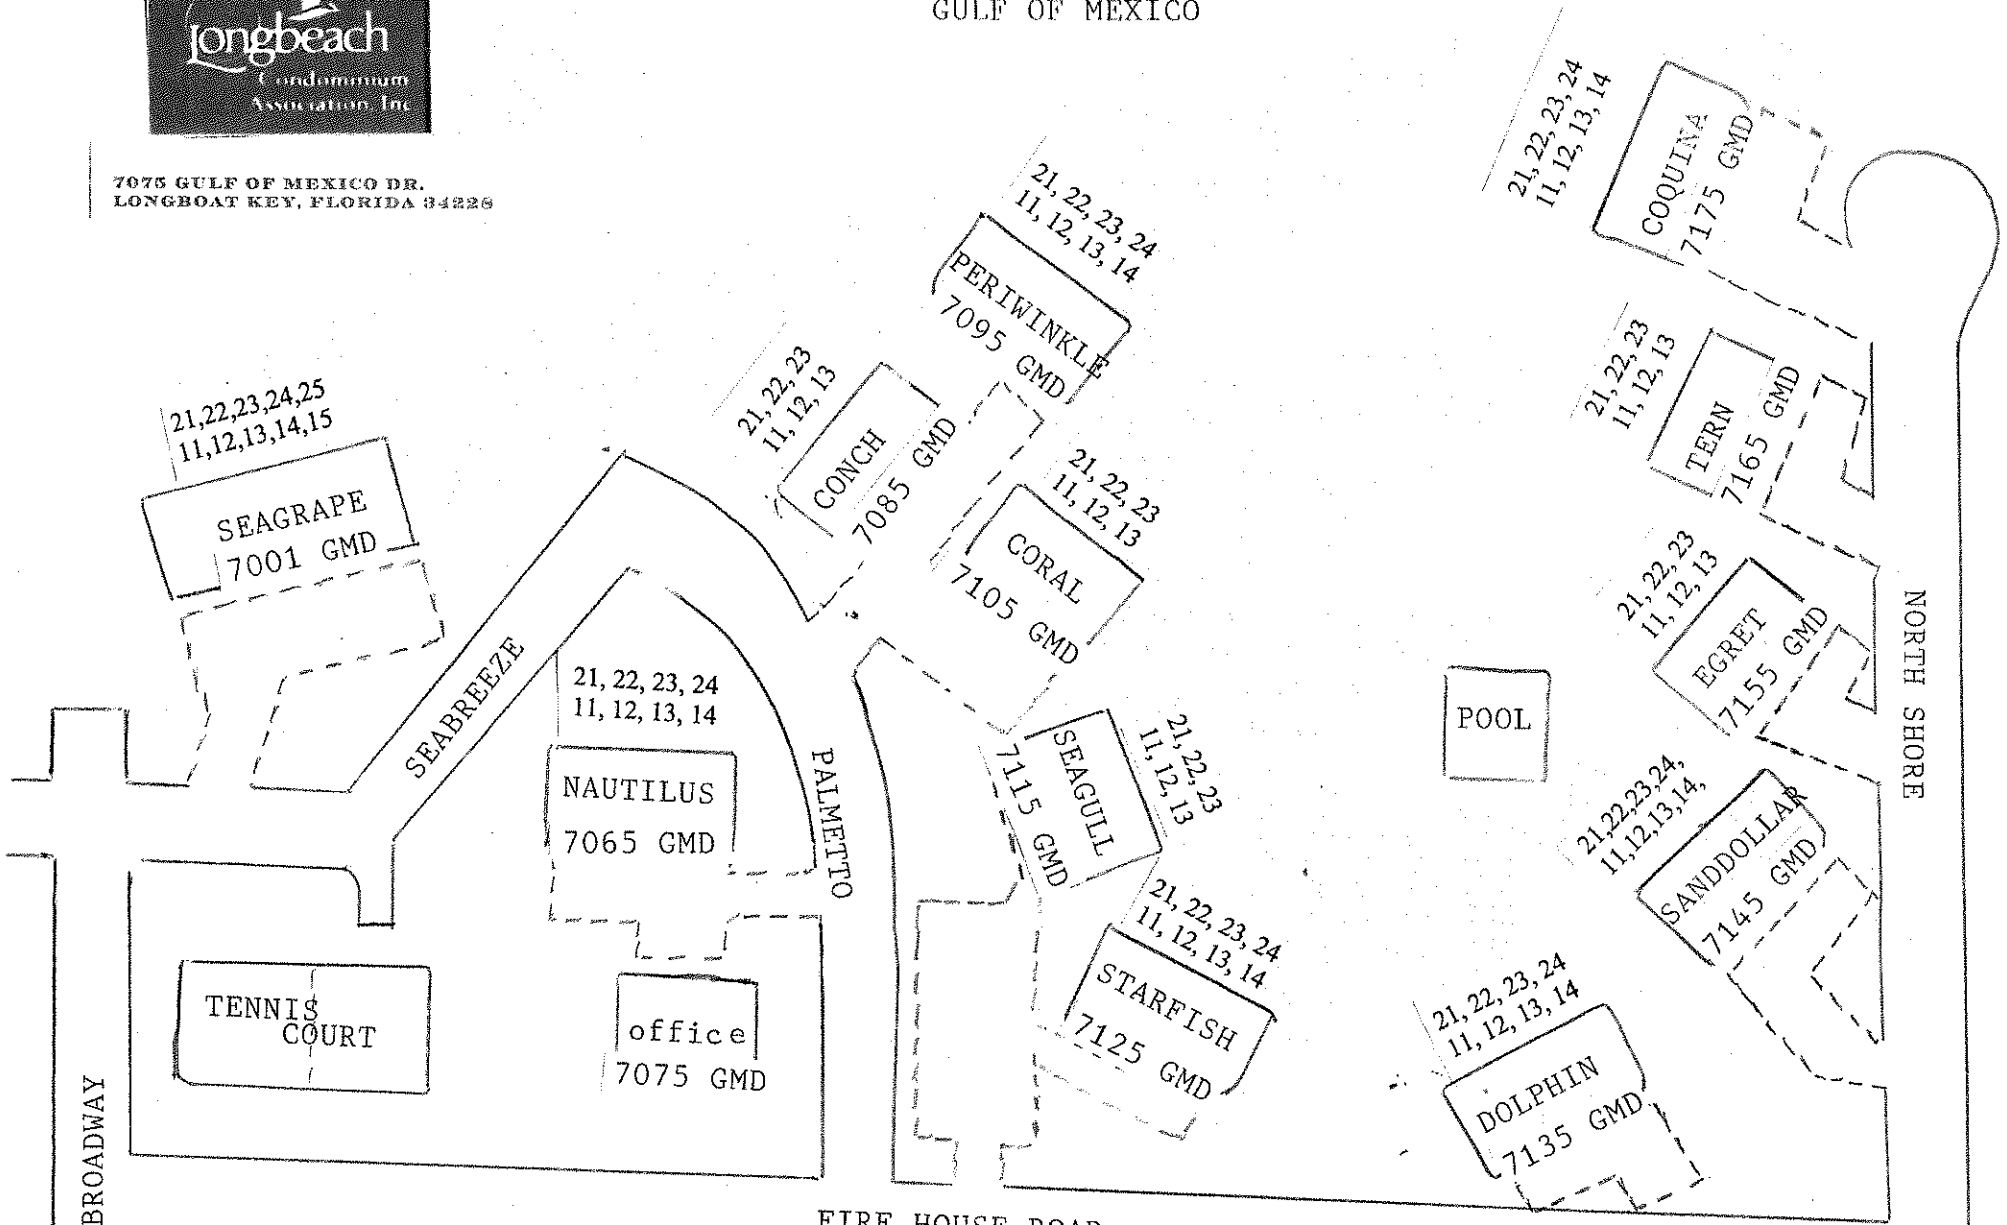 GULF OF MEXICO
Longbeach
Condominium
Association, Inc
7075 GULF OF MEXICO DR.
LONGBOAT KEY, FLORIDA 34228
21, 22, 23, 24
11, 12, 13, 14
COQUINA
7175 GMD
21, 22, 23, 24
11, 12, 13, 14
PERIWINKLE
7095 GMD
21, 22, 23
11, 12, 13
CONCH
7085 GMD
21, 22, 23
11, 12, 13
TERN
7165 GMD
21,22,23,24,25
11,12,13,14,15
SEAGRAPE
7001 GMD
21, 22, 23
11, 12, 13
CORAL
7105 GMD
21, 22, 23
11, 12, 13
EGRET
7155 GMD
NORTH SHORE
SEABREEZE
21, 22, 23, 24
11, 12, 13, 14
NAUTILUS
7065 GMD
PALMETTO
21, 22, 23
11, 12, 13
SEAGULL
7115 GMD
POOL
21,22,23,24,
11,12,13,14,
SANDDOLLAR
7145 GMD
21, 22, 23, 24
11, 12, 13, 14
STARFISH
7125 GMD
TENNIS
COURT
office
7075 GMD
21, 22, 23, 24
11, 12, 13, 14
DOLPHIN
7135 GMD
BROADWAY
FIRE HOUSE ROAD